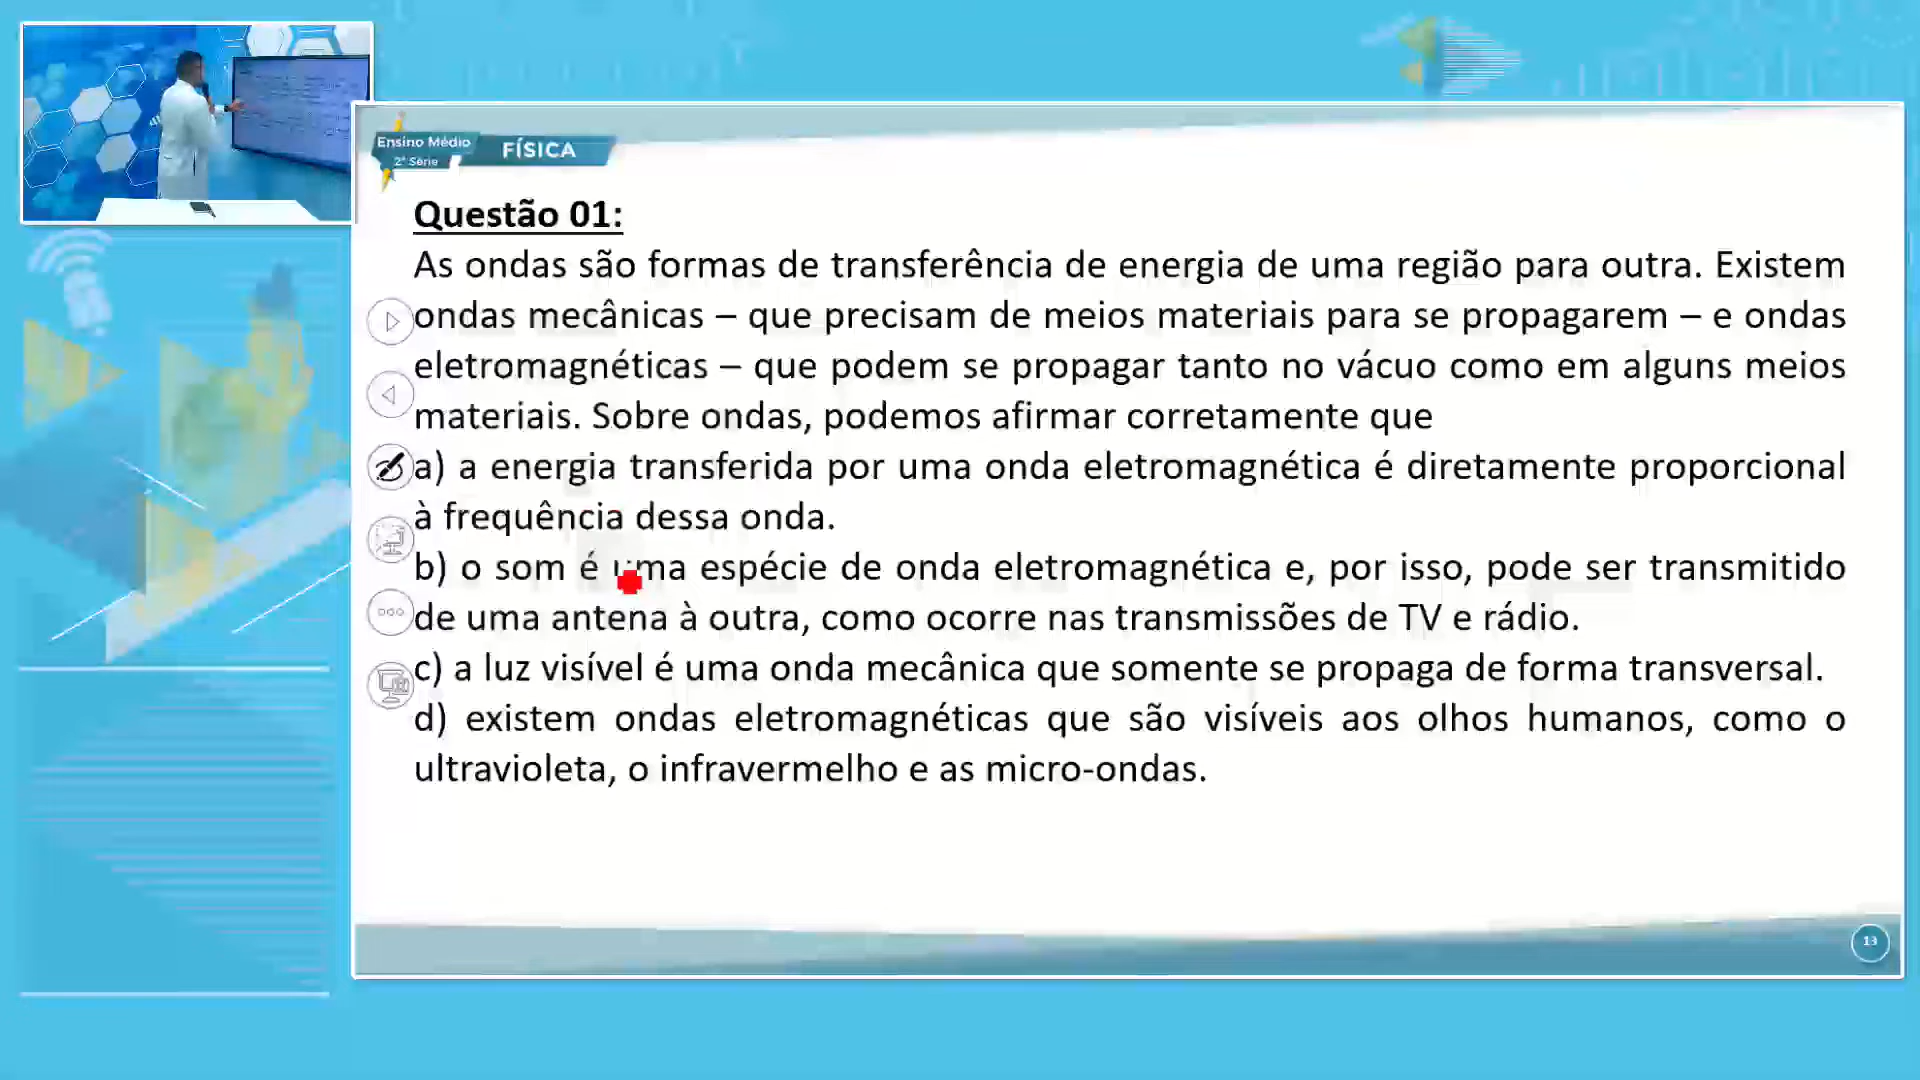 Ensino Médio
2ª Série
FÍSICA
Questão 01:
As ondas são formas de transferência de energia de uma região para outra. Existem
ondas mecânicas – que precisam de meios materiais para se propagarem – e ondas
eletromagnéticas – que podem se propagar tanto no vácuo como em alguns meios
materiais. Sobre ondas, podemos afirmar corretamente que
a) a energia transferida por uma onda eletromagnética é diretamente proporcional
à frequência dessa onda.
b) o som é uma espécie de onda eletromagnética e, por isso, pode ser transmitido
de uma antena à outra, como ocorre nas transmissões de TV e rádio.
c) a luz visível é uma onda mecânica que somente se propaga de forma transversal.
d) existem ondas eletromagnéticas que são visíveis aos olhos humanos, como o
ultravioleta, o infravermelho e as micro-ondas.
13